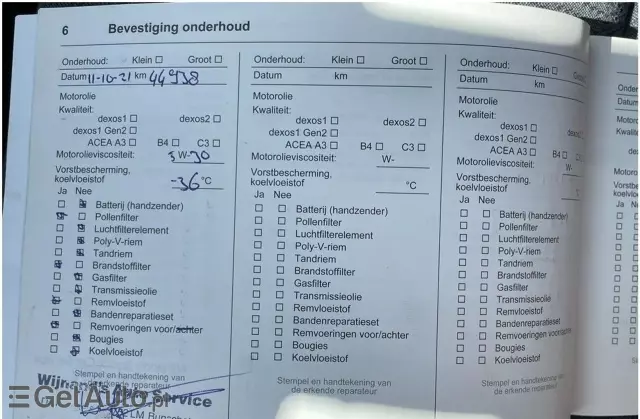 6 Bevestiging onderhoud
Onderhoud: Klein ☐ Groot ☐
Datum 11-10-21 km 44938
Motorolie
Kwaliteit:
dexos1 ☐ dexos2 ☐
dexos1 Gen2 ☐
ACEA A3 ☐ B4 ☐ C3 ☐
Motorolieviscositeit: W-30
Vorstbescherming,
koelvloeistof -36 °C
Ja Nee
Batterij (handzender)
Pollenfilter
Luchtfilterelement
Poly-V-riem
Tandriem
Brandstoffilter
Gasfilter
Transmissieolie
Remvloeistof
Bandenreparatieset
Remvoeringen voor/achter
Bougies
Koelvloeistof
Stempel en handtekening van
de erkende reparateur
Service
GetAuto.pl
Onderhoud: Klein ☐ Groot ☐
Datum km
Motorolie
Kwaliteit:
dexos1 ☐ dexos2 ☐
dexos1 Gen2 ☐
ACEA A3 ☐ B4 ☐ C3 ☐
Motorolieviscositeit: W-
Vorstbescherming,
koelvloeistof °C
Ja Nee
☐ ☐ Batterij (handzender)
☐ ☐ Pollenfilter
☐ ☐ Luchtfilterelement
☐ ☐ Poly-V-riem
☐ ☐ Tandriem
☐ ☐ Brandstoffilter
☐ ☐ Gasfilter
☐ ☐ Transmissieolie
☐ ☐ Remvloeistof
☐ ☐ Bandenreparatieset
☐ ☐ Remvoeringen voor/achter
☐ ☐ Bougies
☐ ☐ Koelvloeistof
Stempel en handtekening van
de erkende reparateur
Onderhoud: Klein ☐ Groot
Datum km
Motorolie
Kwaliteit:
dexos1 ☐
dexos1 Gen2 ☐
ACEA A3 ☐ B4 ☐
Motorolieviscositeit: W-
Vorstbescherming,
koelvloeistof °C
Ja Nee
☐ ☐ Batterij (handzender)
☐ ☐ Pollenfilter
☐ ☐ Luchtfilterelement
☐ ☐ Poly-V-riem
☐ ☐ Tandriem
☐ ☐ Brandstoffilter
☐ ☐ Gasfilter
☐ ☐ Transmissieolie
☐ ☐ Remvloeistof
☐ ☐ Bandenreparatieset
☐ ☐ Remvoeringen voor/achter
☐ ☐ Bougies
☐ ☐ Koelvloeistof
Stempel en handtekening van
de erkende reparateur